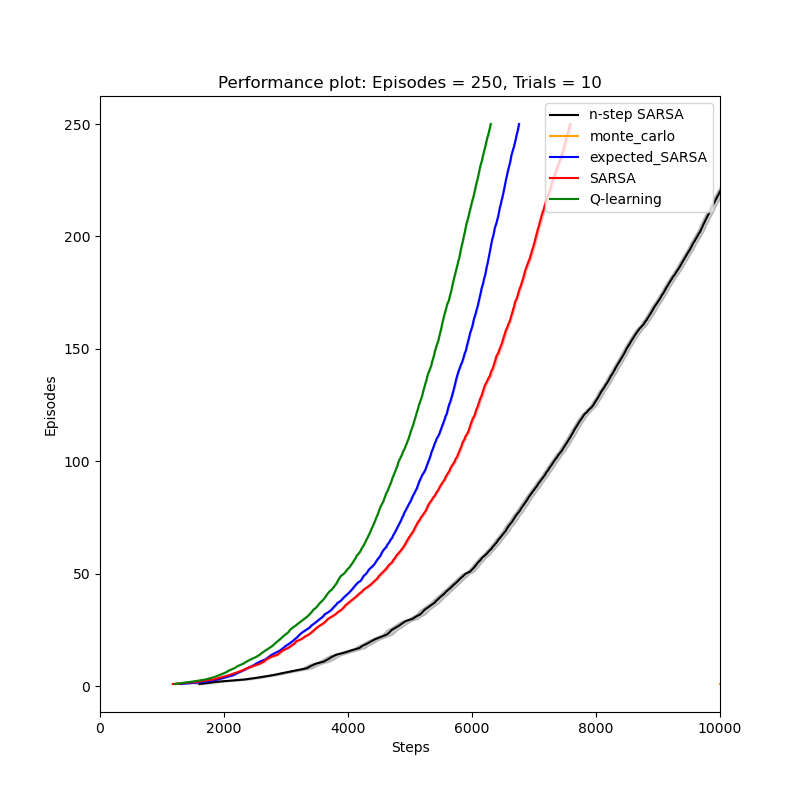 Performance plot: Episodes = 250, Trials = 10
n-step SARSA
monte_carlo
expected_SARSA
SARSA
Q-learning
250
200
150
100
50
0
Episodes
0 2000 4000 6000 8000 10000
Steps